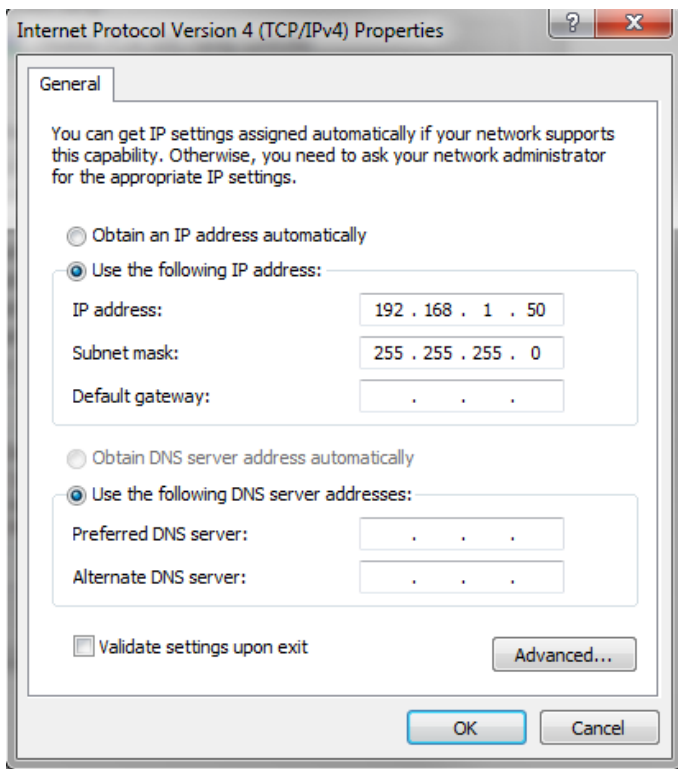 Internet Protocol Version 4 (TCP/IPv4) Properties
?
X
General
You can get IP settings assigned automatically if your network supports
this capability. Otherwise, you need to ask your network administrator
for the appropriate IP settings.
Obtain an IP address automatically
Use the following IP address:
IP address: 192 . 168 . 1 . 50
Subnet mask: 255 . 255 . 255 . 0
Default gateway: . . .
Obtain DNS server address automatically
Use the following DNS server addresses:
Preferred DNS server: . . .
Alternate DNS server: . . .
Validate settings upon exit
Advanced...
OK Cancel